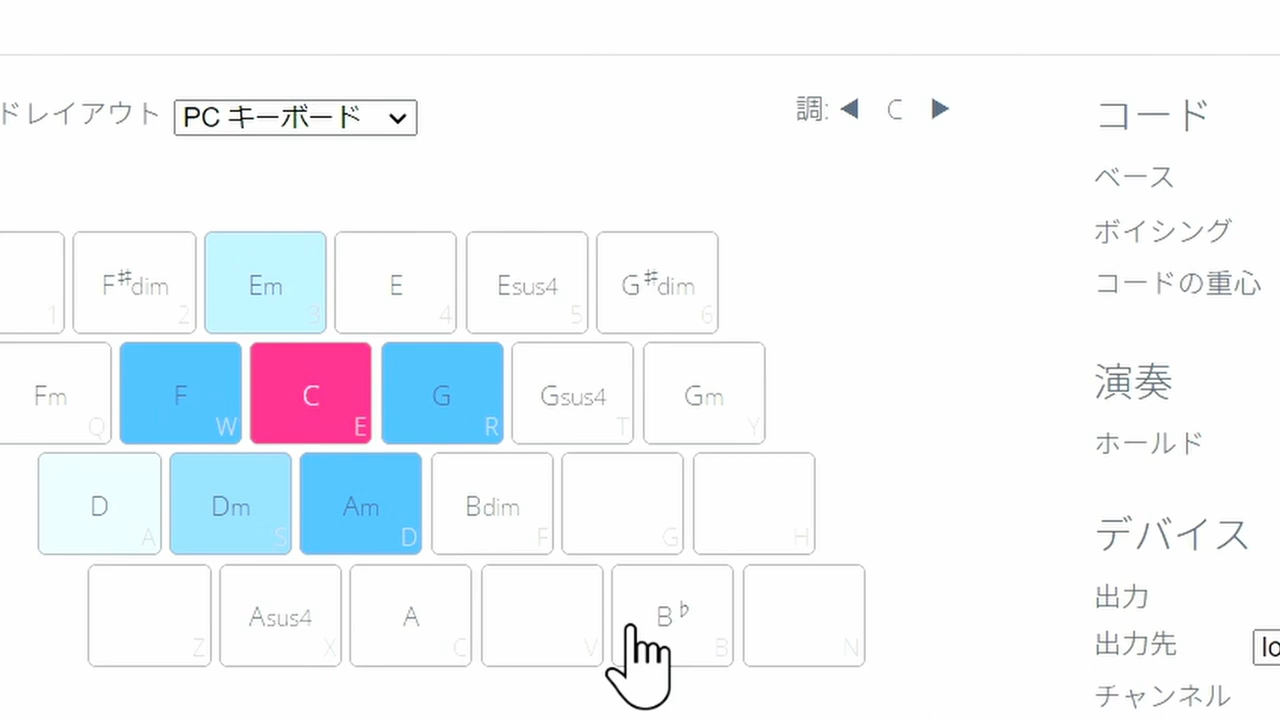 ドレイアウト PC キーボード 調: ◀ C ▶
コード
ベース
ボイシング
コードの重心
1 F♯dim 2 Em 3 E 4 Esus4 5 G♯dim 6
Fm Q F W C E G R Gsus4 T Gm Y
D A Dm S Am D Bdim F G H
Z Asus4 X A C V B♭ B N
演奏
ホールド
デバイス
出力
出力先 lo
チャンネル